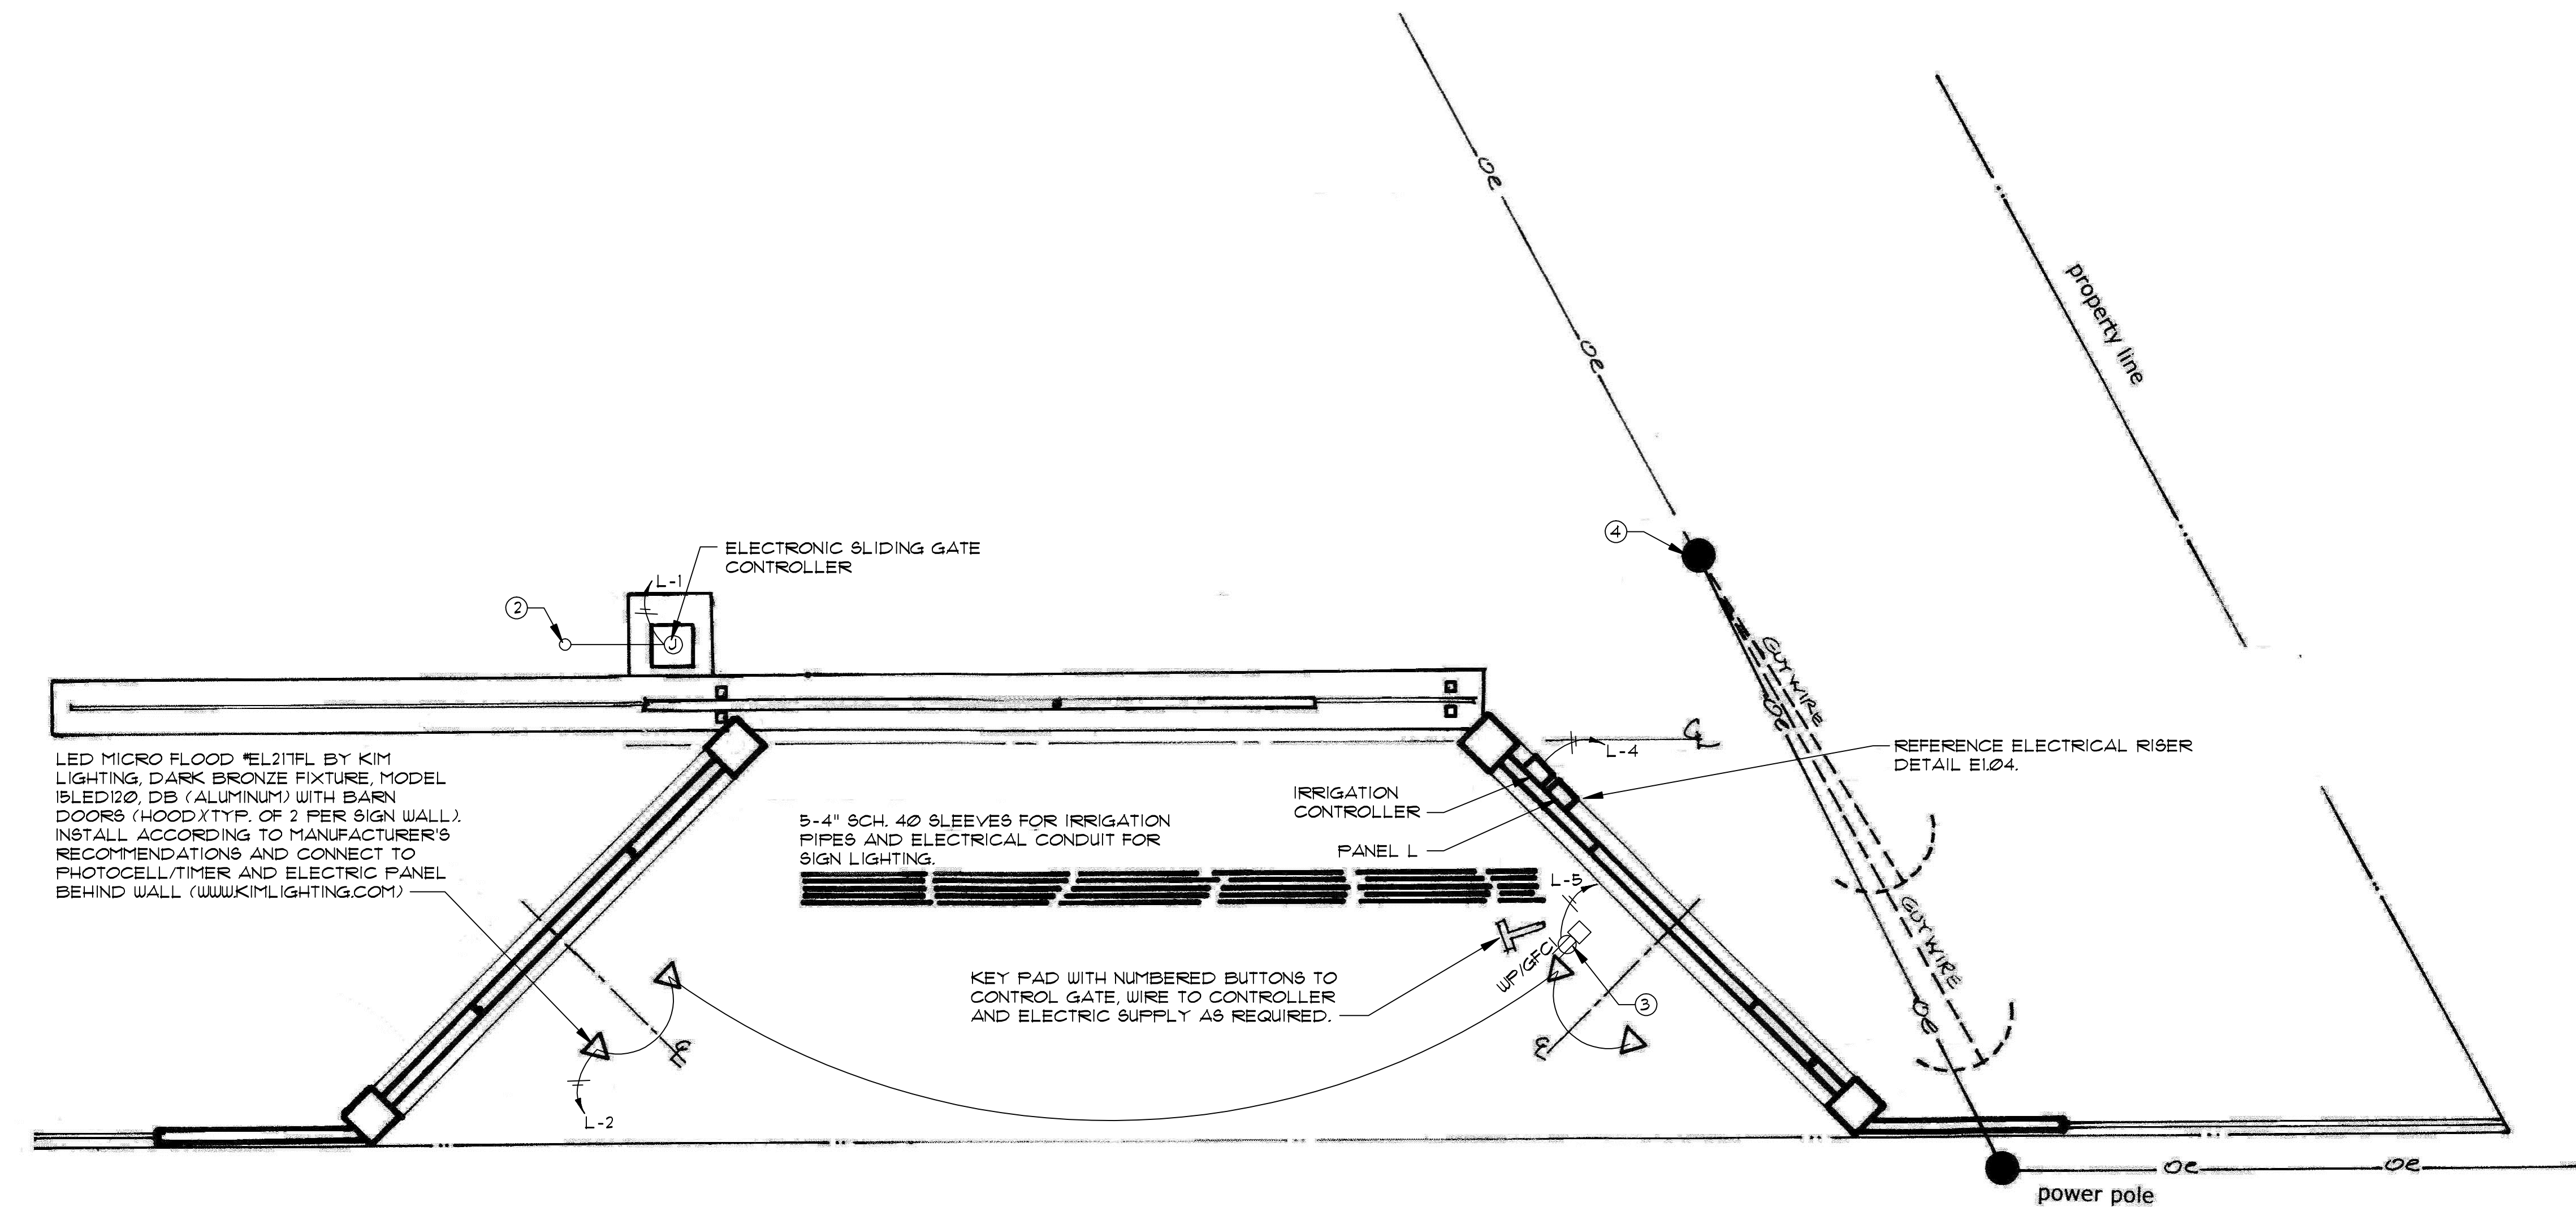 oe
oe
property line
4
ELECTRONIC SLIDING GATE
CONTROLLER
L-1
2
J
GUY WIRE
oe
L-4
CL
REFERENCE ELECTRICAL RISER
DETAIL E1.04.
LED MICRO FLOOD #EL217FL BY KIM
LIGHTING, DARK BRONZE FIXTURE, MODEL
15LED120, DB (ALUMINUM) WITH BARN
DOORS (HOOD)(TYP. OF 2 PER SIGN WALL).
INSTALL ACCORDING TO MANUFACTURER'S
RECOMMENDATIONS AND CONNECT TO
PHOTOCELL/TIMER AND ELECTRIC PANEL
BEHIND WALL (WWW.KIMLIGHTING.COM)
IRRIGATION
CONTROLLER
PANEL L
5-4" SCH. 40 SLEEVES FOR IRRIGATION
PIPES AND ELECTRICAL CONDUIT FOR
SIGN LIGHTING.
L-5
WP/GFCI
GUY WIRE
KEY PAD WITH NUMBERED BUTTONS TO
CONTROL GATE, WIRE TO CONTROLLER
AND ELECTRIC SUPPLY AS REQUIRED.
3
oe
CL
CL
L-2
oe
oe
power pole